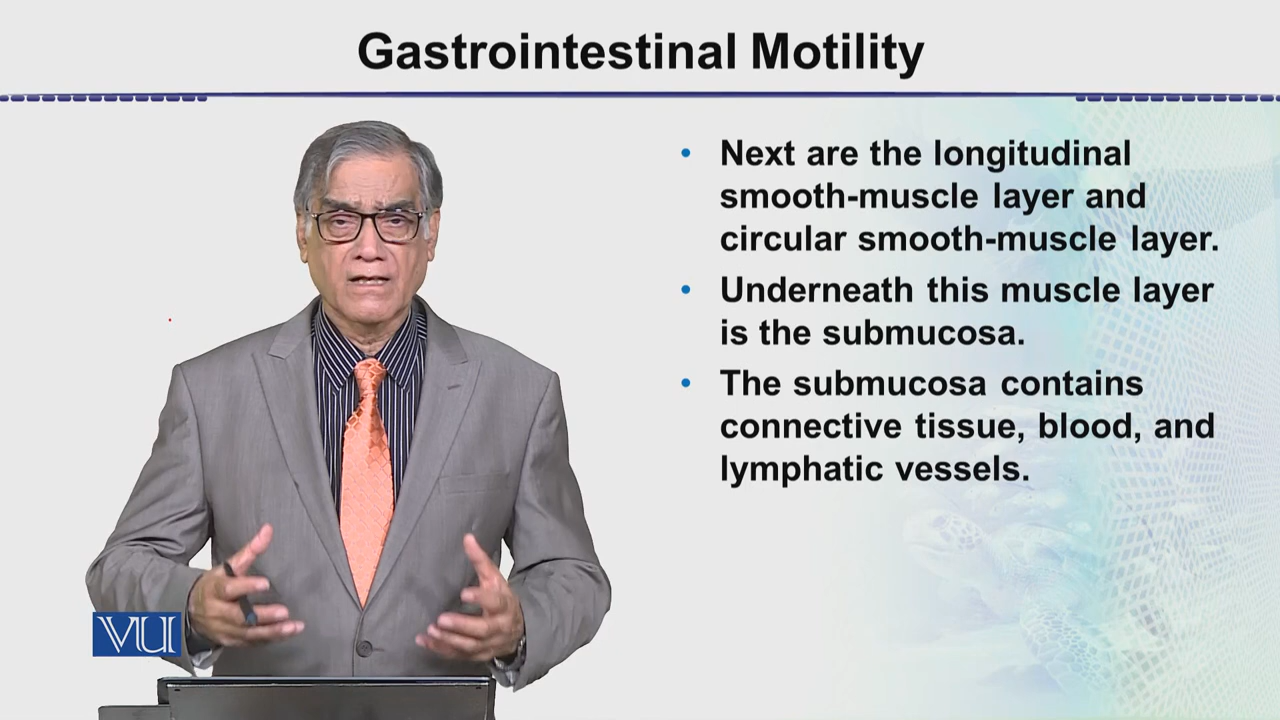 Gastrointestinal Motility
• Next are the longitudinal
smooth-muscle layer and
circular smooth-muscle layer.
• Underneath this muscle layer
is the submucosa.
• The submucosa contains
connective tissue, blood, and
lymphatic vessels.
VU